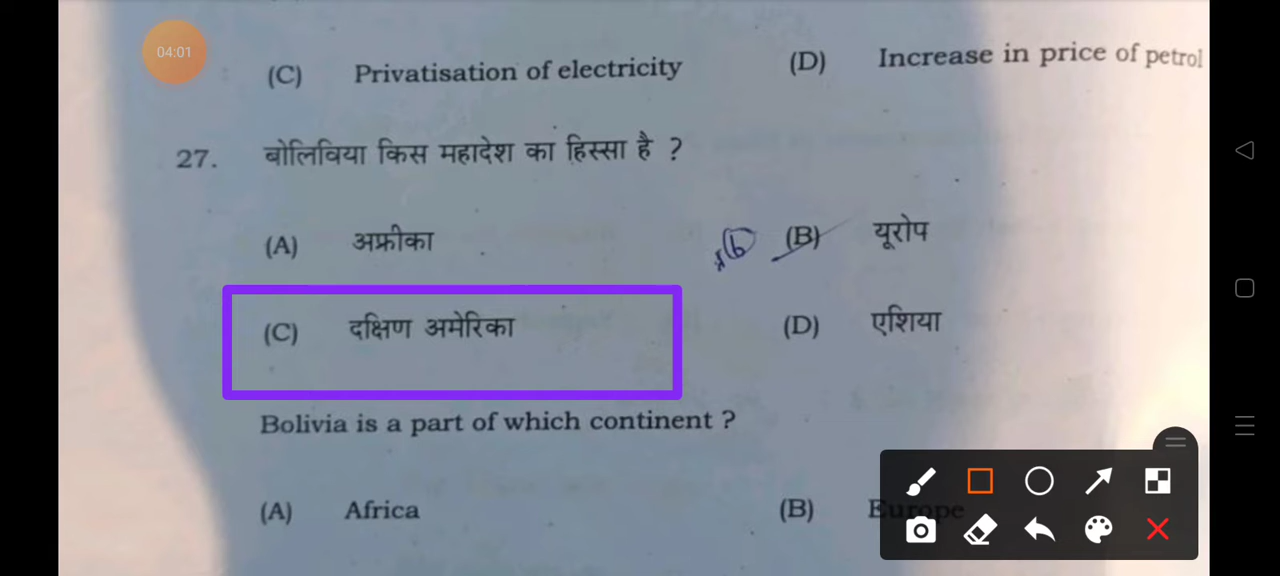 04:01
(C) Privatisation of electricity (D) Increase in price of petrol
27. बोलिविया किस महादेश का हिस्सा है ?
(A) अफ्रीका (b) (B) यूरोप
(C) दक्षिण अमेरिका (D) एशिया
Bolivia is a part of which continent ?
(A) Africa (B) Europe